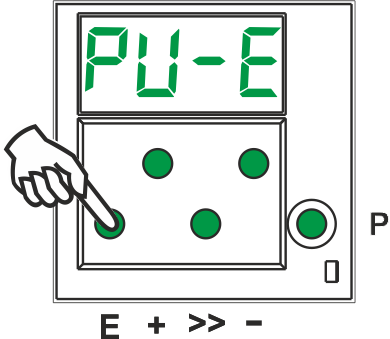 PU-E
P
E + >> -